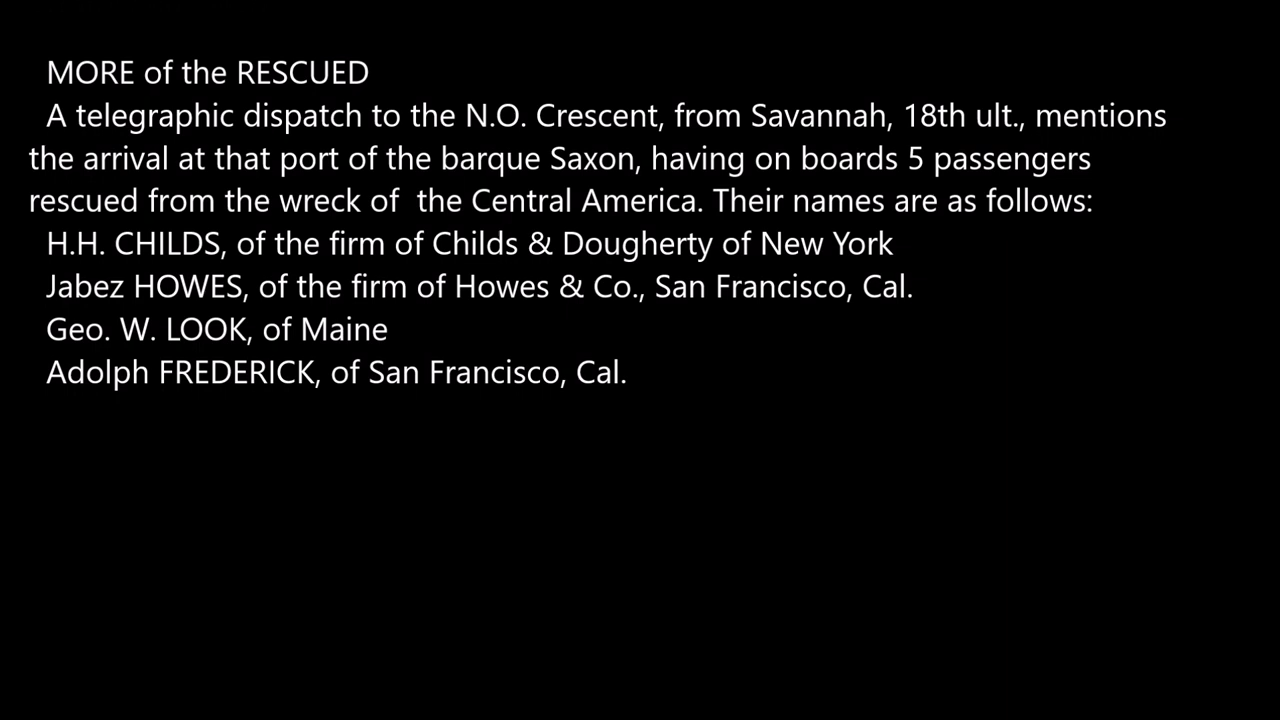 MORE of the RESCUED
A telegraphic dispatch to the N.O. Crescent, from Savannah, 18th ult., mentions
the arrival at that port of the barque Saxon, having on boards 5 passengers
rescued from the wreck of  the Central America. Their names are as follows:
H.H. CHILDS, of the firm of Childs & Dougherty of New York
Jabez HOWES, of the firm of Howes & Co., San Francisco, Cal.
Geo. W. LOOK, of Maine
Adolph FREDERICK, of San Francisco, Cal.